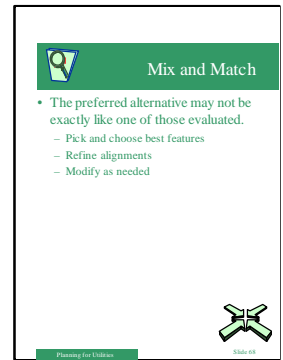 Mix and Match
• The preferred alternative may not be
exactly like one of those evaluated.
– Pick and choose best features
– Refine alignments
– Modify as needed
Planning for Utilities
Slide 68